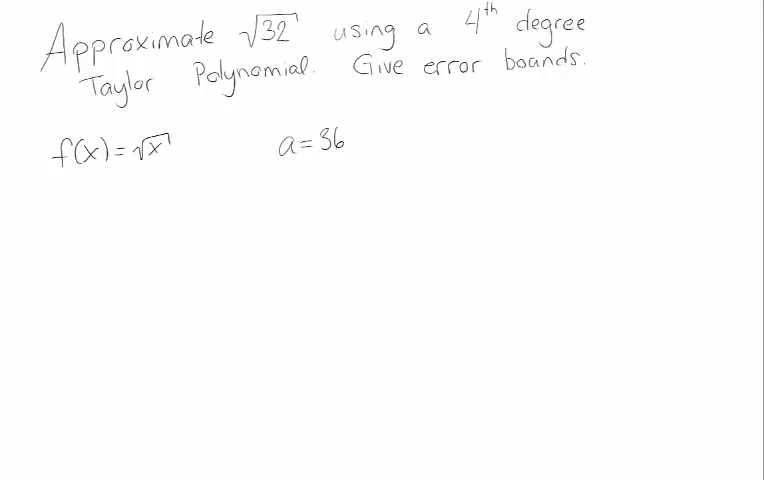 Approximate √32 using a 4th degree
Taylor Polynomial. Give error bounds.
f(x) = √x a = 36